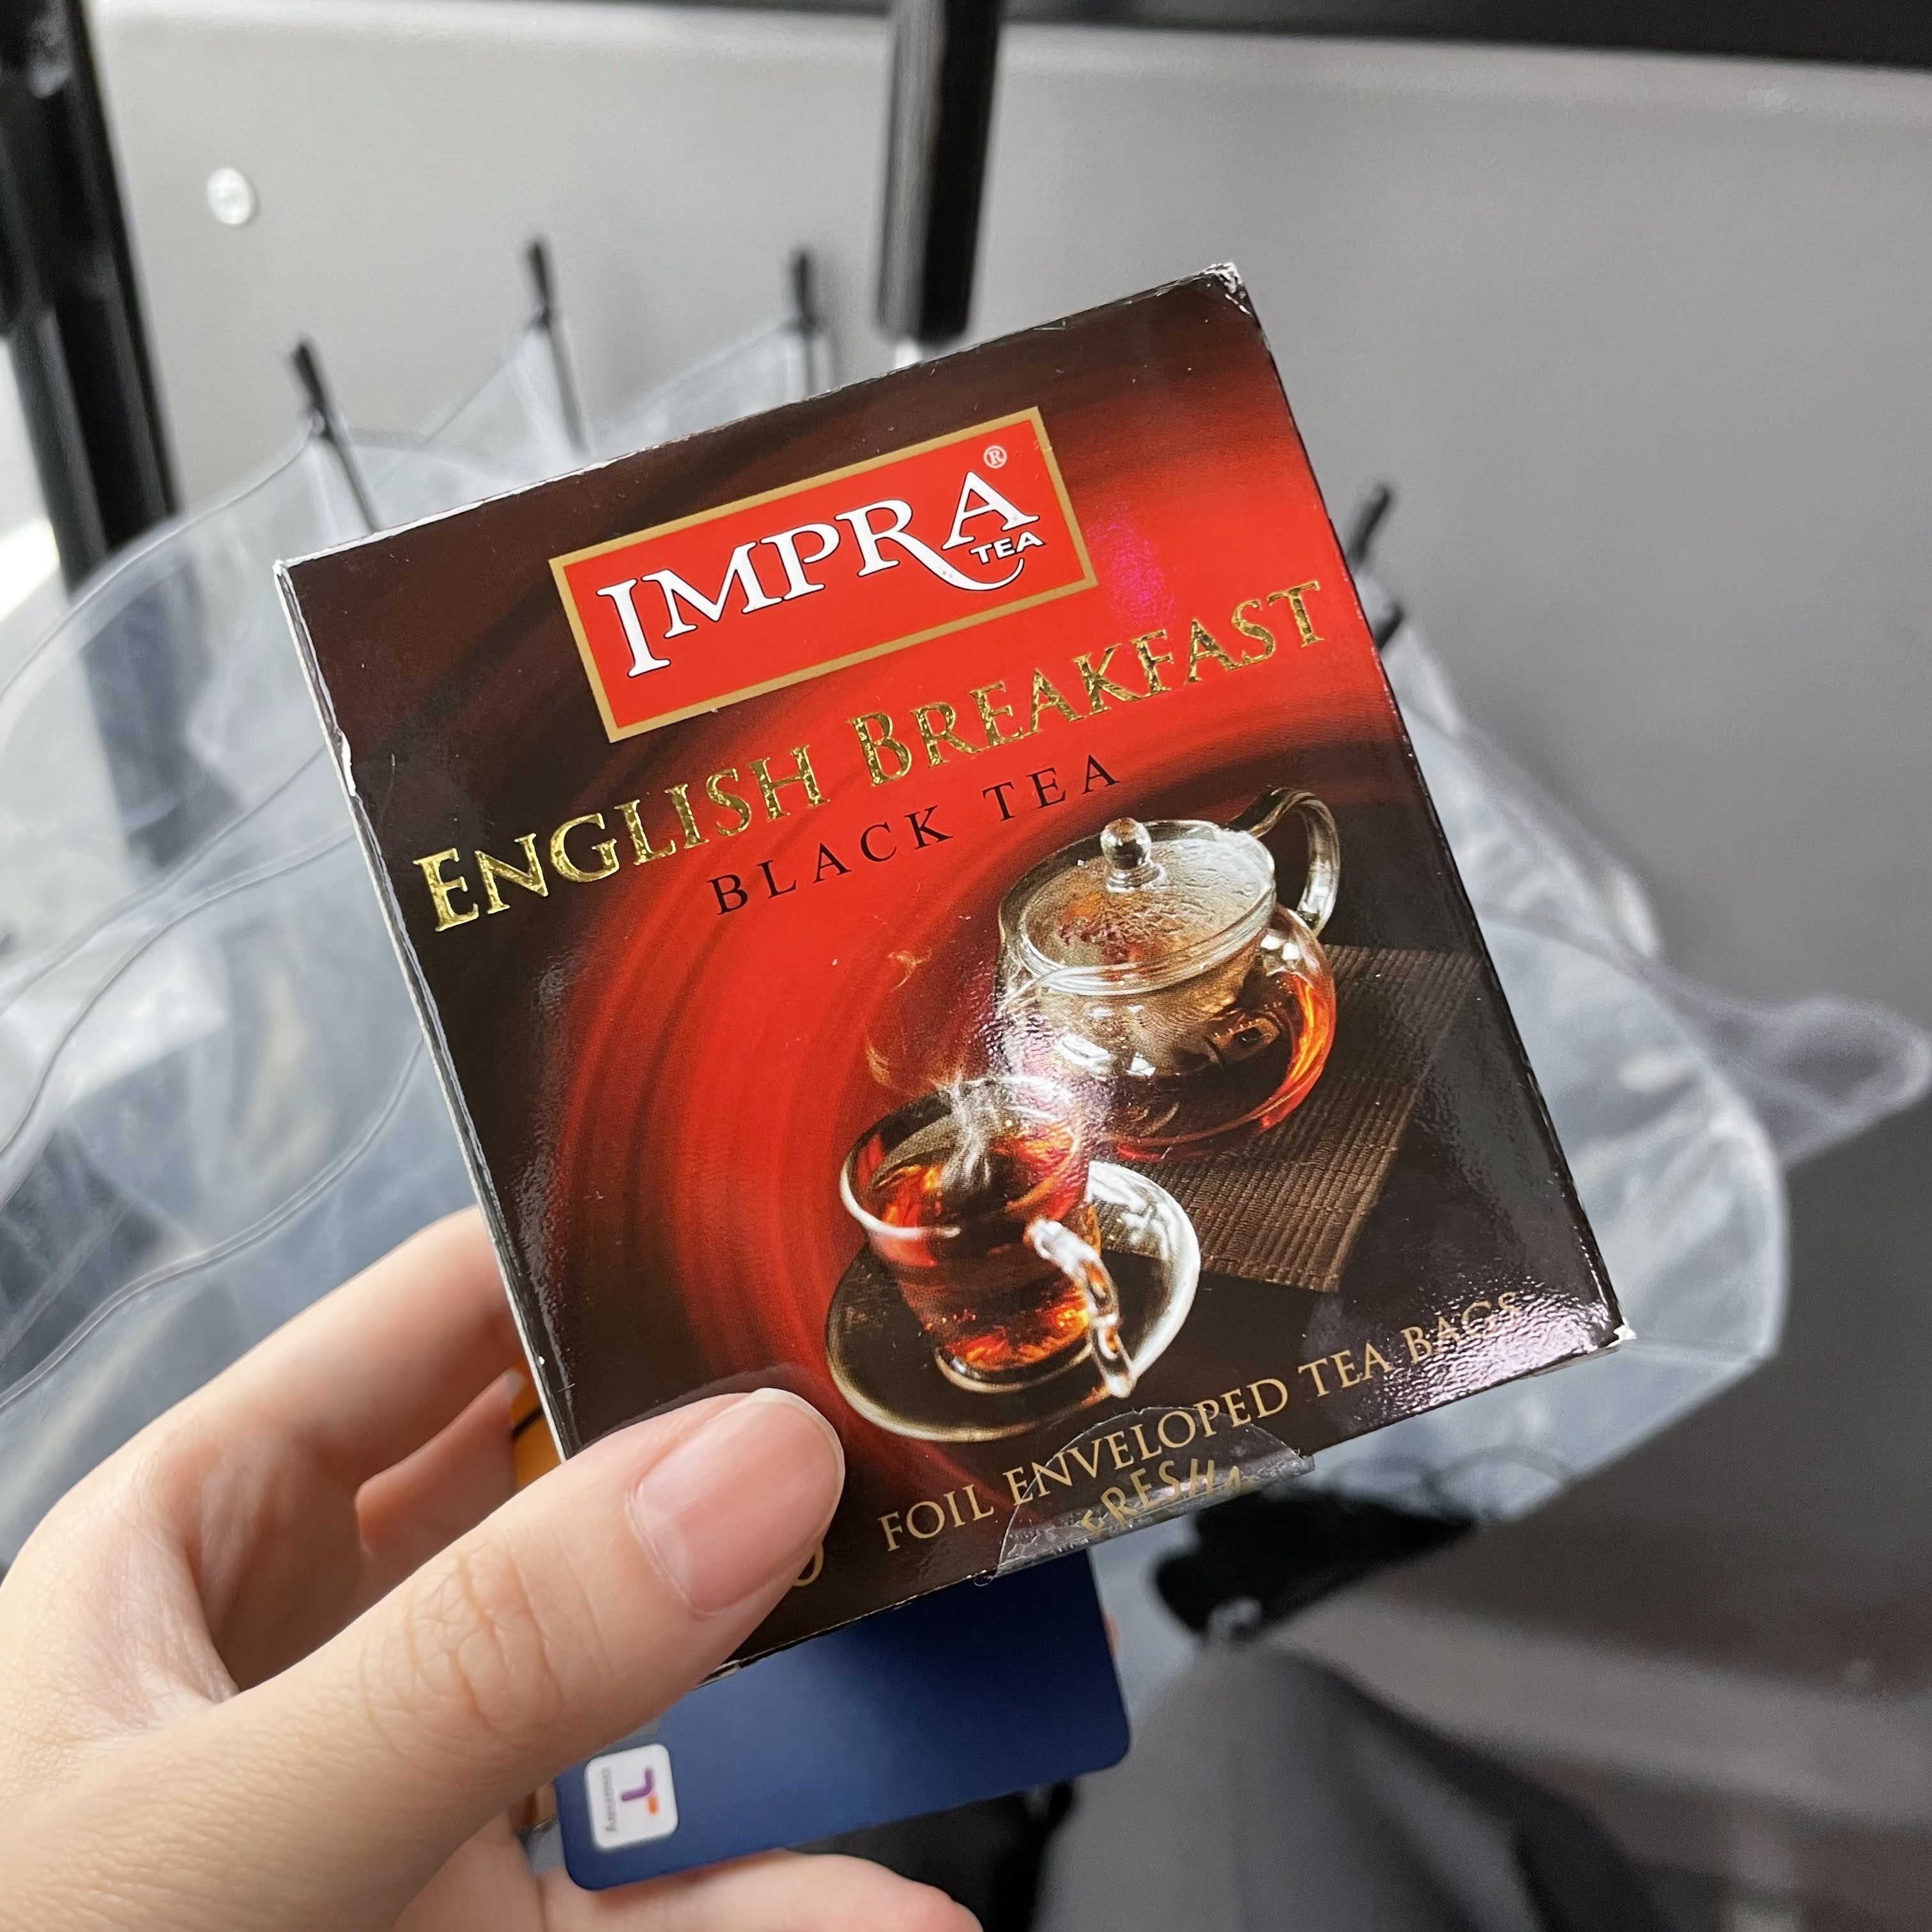 IMPRA®
TEA
ENGLISH BREAKFAST
BLACK TEA
FOIL ENVELOPED TEA BAGS